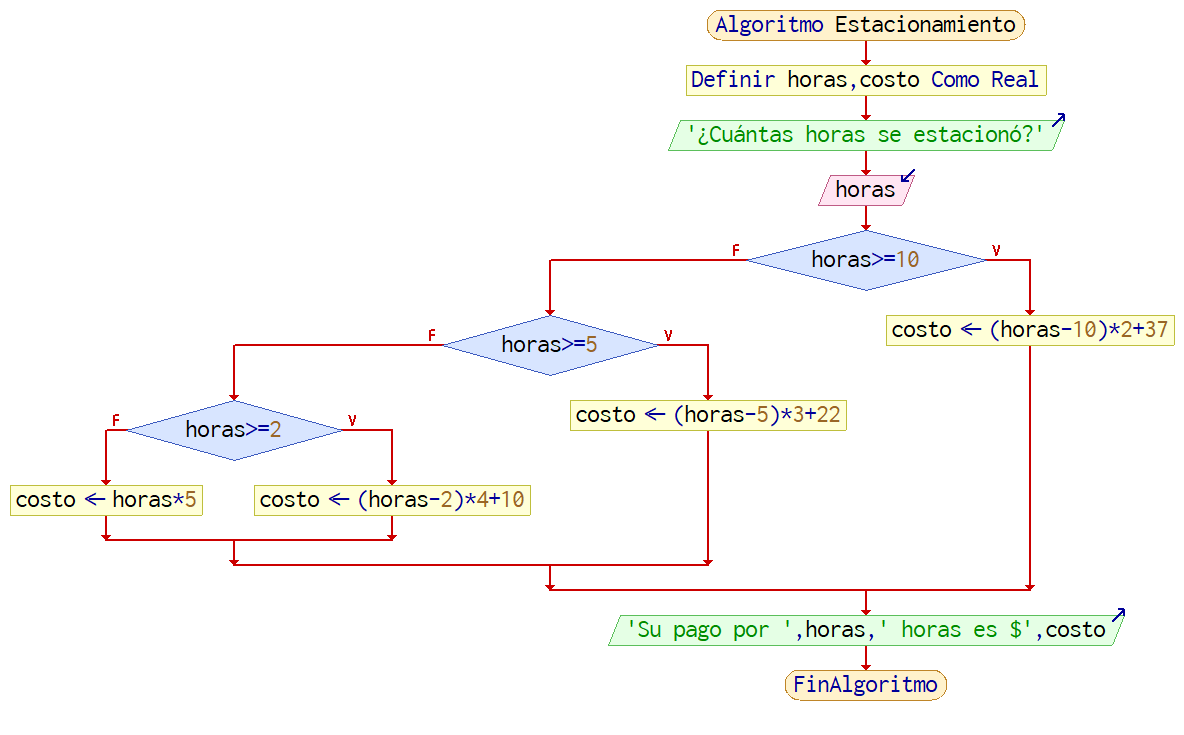 Algoritmo Estacionamiento
Definir horas,costo Como Real
'¿Cuántas horas se estacionó?'
horas
horas>=10
F
V
horas>=5
F
V
costo ← (horas-10)*2+37
horas>=2
F
V
costo ← (horas-5)*3+22
costo ← horas*5
costo ← (horas-2)*4+10
'Su pago por ',horas,' horas es $',costo
FinAlgoritmo